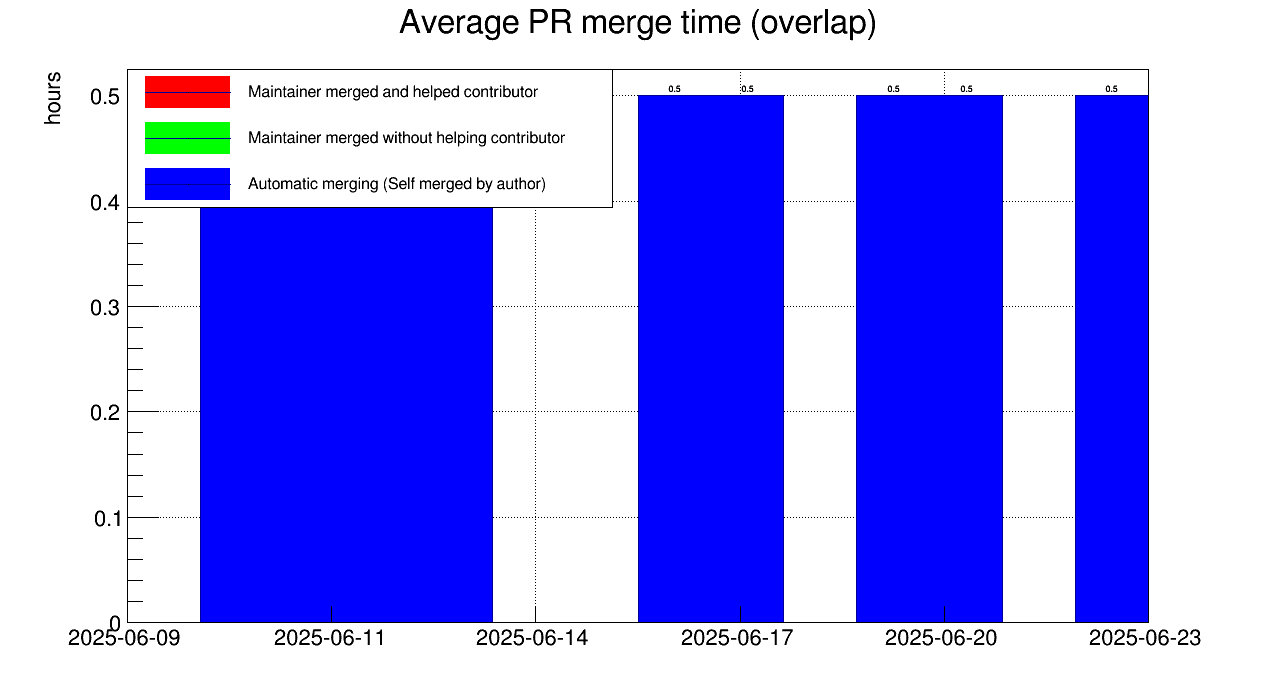 Average PR merge time (overlap)
hours
Maintainer merged and helped contributor
Maintainer merged without helping contributor
Automatic merging (Self merged by author)
0.5
0.4
0.3
0.2
0.1
0
0.5 0.5 0.5 0.5 0.5
2025-06-09 2025-06-11 2025-06-14 2025-06-17 2025-06-20 2025-06-23